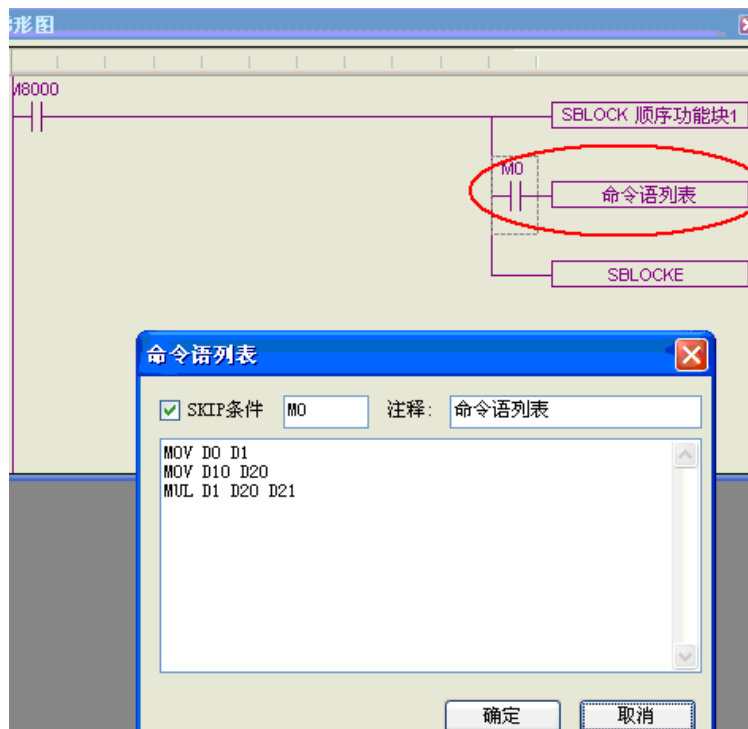 形图
M8000
SBLOCK 顺序功能块1
M0
命令语列表
SBLOCKE
命令语列表
SKIP条件 M0 注释: 命令语列表
MOV D0 D1
MOV D10 D20
MUL D1 D20 D21
确定 取消